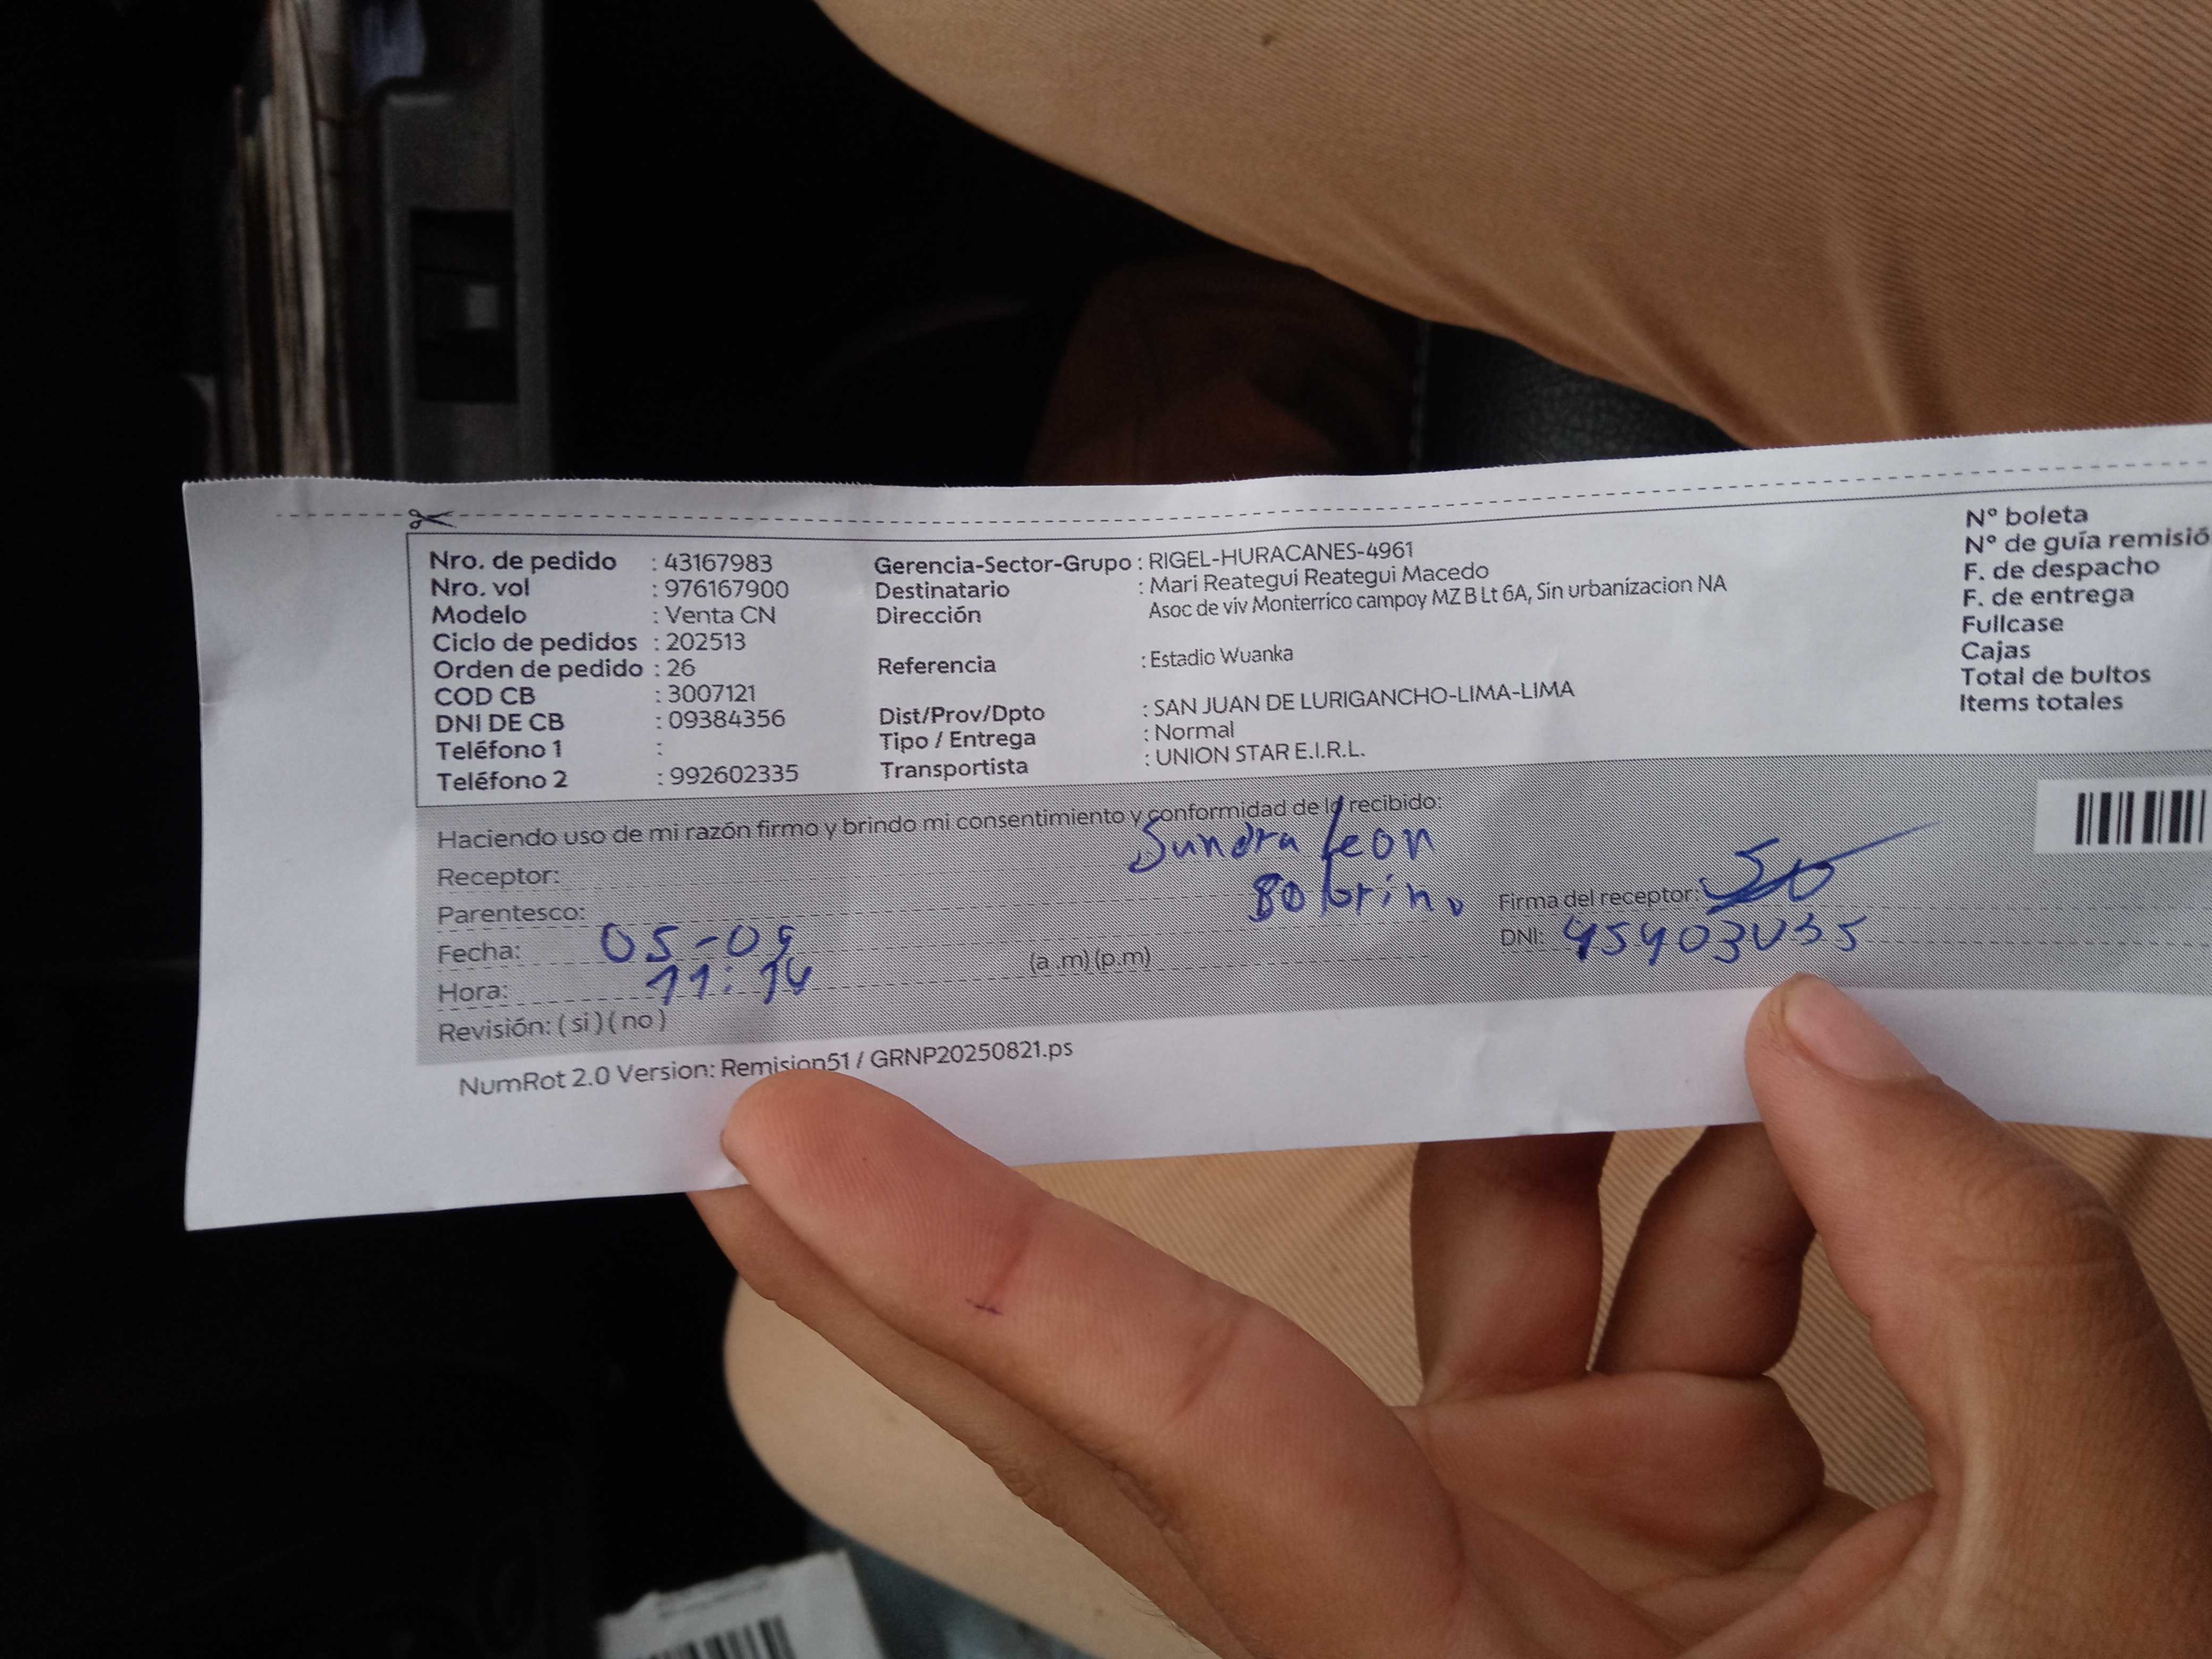 Nro. de pedido : 43167983
Nro. vol : 976167900
Modelo : Venta CN
Ciclo de pedidos : 202513
Orden de pedido : 26
COD CB : 3007121
DNI DE CB : 09384356
Teléfono 1 :
Teléfono 2 : 992602335
Gerencia-Sector-Grupo : RIGEL-HURACANES-4961
Destinatario : Mari Reategui Reategui Macedo
Dirección Asoc de viv Monterrico campoy MZ B Lt 6A, Sin urbanizacion NA
Referencia : Estadio Wuanka
Dist/Prov/Dpto : SAN JUAN DE LURIGANCHO-LIMA-LIMA
Tipo / Entrega : Normal
Transportista : UNION STAR E.I.R.L.
N° boleta
N° de guía remisió
F. de despacho
F. de entrega
Fullcase
Cajas
Total de bultos
Items totales
Haciendo uso de mi razón firmo y brindo mi consentimiento y conformidad de lo recibido:
Receptor: Sundra leon
Parentesco:
Firma del receptor:
Fecha: 05-09
DNI:
Hora: 11:14 (a .m) (p.m)
Revisión: ( si ) ( no )
NumRot 2.0 Version: Remision51 / GRNP20250821.ps